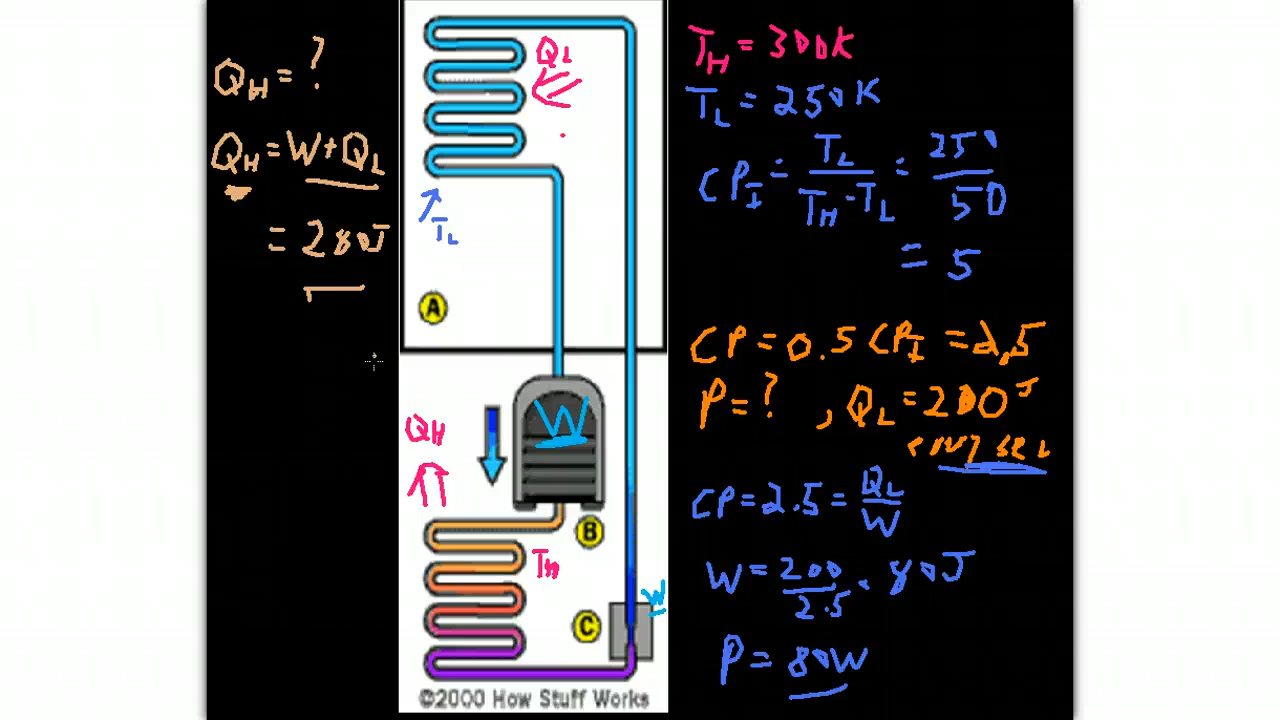 QH = ?
QH = W + QL
= 280J
QL
TL
A
W
QH
B
TH
W
C
©2000 How Stuff Works
TH = 300K
TL = 250K
CPI = TL / TH - TL = 250 / 50
= 5
CP = 0.5 CPI = 2.5
P = ? , QL = 200 J
CP = 2.5 = QL / W
W = 200 / 2.5 = 80J
P = 80W